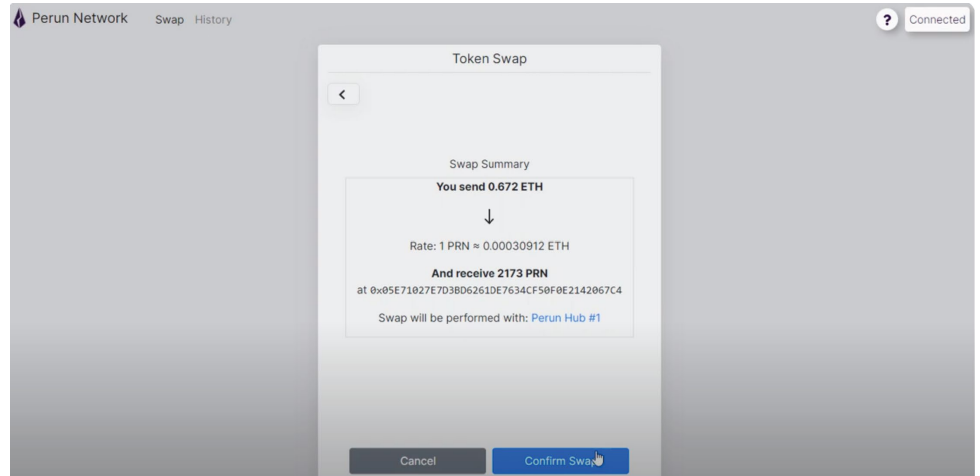 Perun Network Swap History ? Connected
Token Swap
Swap Summary
You send 0.672 ETH
↓
Rate: 1 PRN ≈ 0.00030912 ETH
And receive 2173 PRN
at 0x05E71027E7D3BD6261DE7634CF50F0E2142067C4
Swap will be performed with: Perun Hub #1
Cancel Confirm Swap